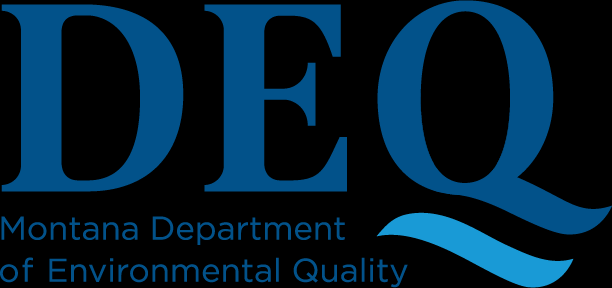 DEQ
Montana Department
of Environmental Quality